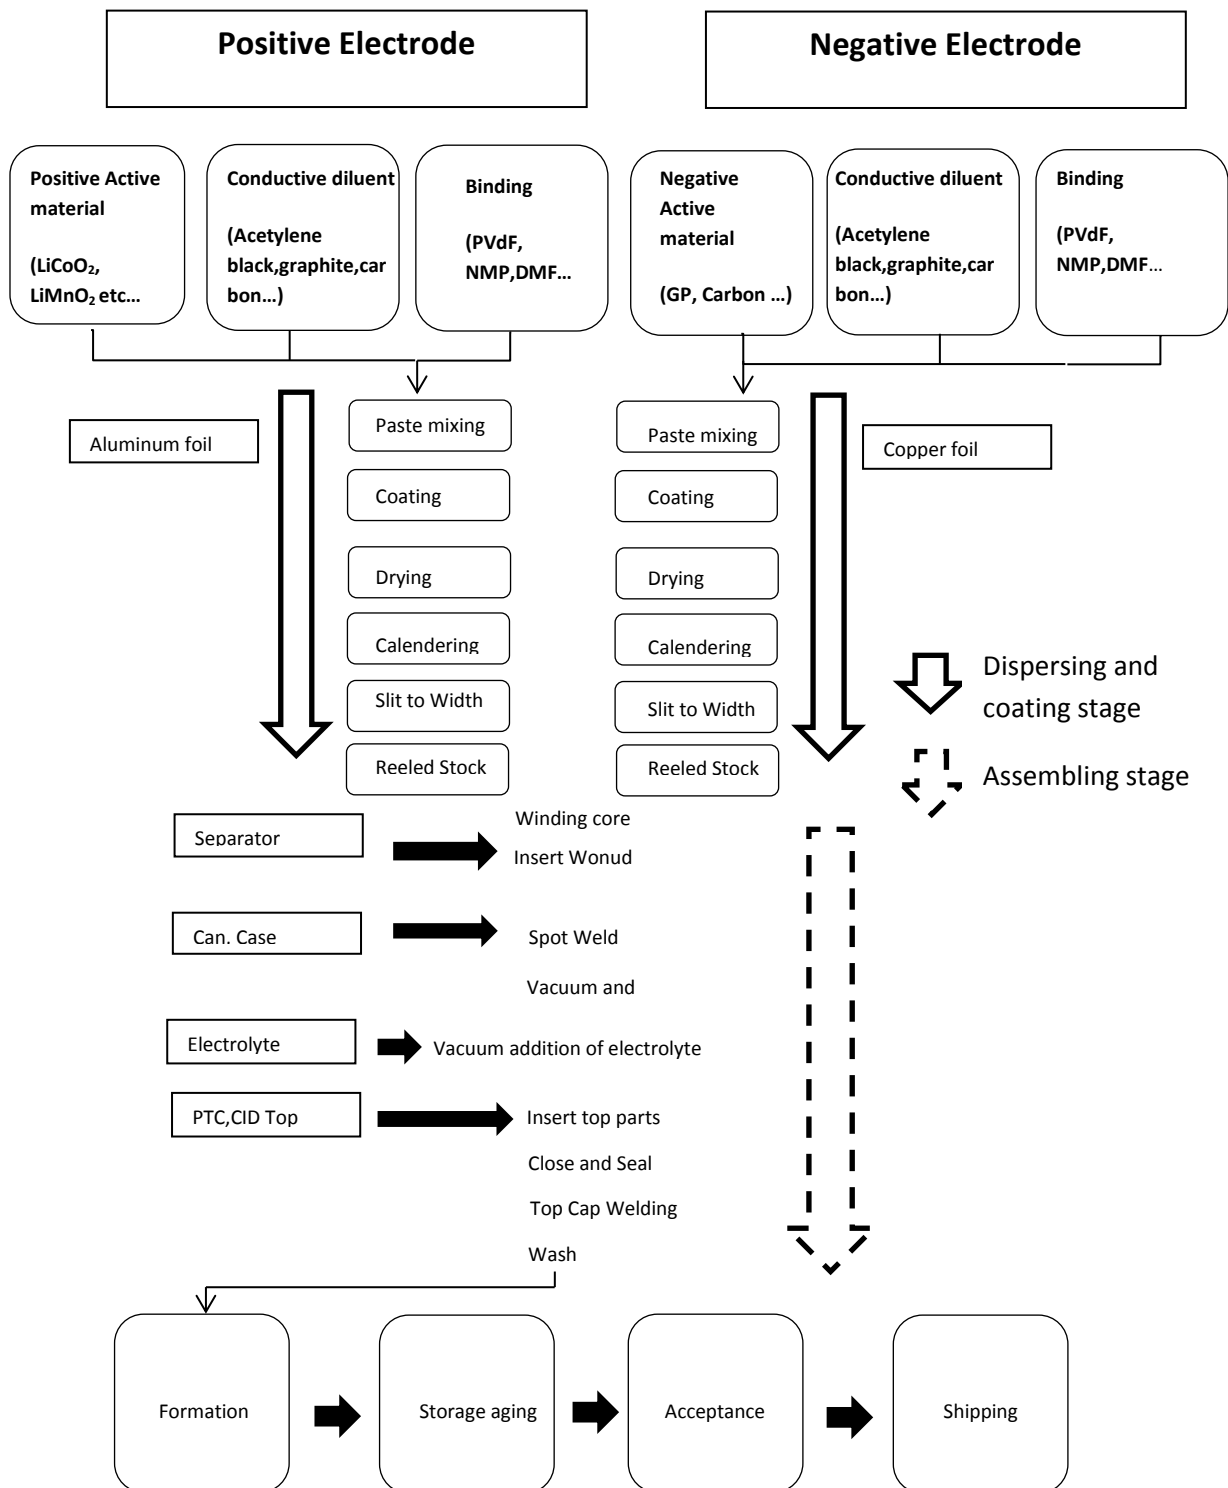 Positive Electrode
Negative Electrode
Positive Active
material
(LiCoO₂,
LiMnO₂ etc...
Conductive diluent
(Acetylene
black,graphite,car
bon...)
Binding
(PVdF,
NMP,DMF...
Negative
Active
material
(GP, Carbon ...)
Conductive diluent
(Acetylene
black,graphite,car
bon...)
Binding
(PVdF,
NMP,DMF...
Aluminum foil
Paste mixing
Coating
Drying
Calendering
Slit to Width
Reeled Stock
Paste mixing
Coating
Drying
Calendering
Slit to Width
Reeled Stock
Copper foil
Dispersing and
coating stage
Assembling stage
Separator
Winding core
Insert Wonud
Can. Case
Spot Weld
Vacuum and
Electrolyte
Vacuum addition of electrolyte
PTC,CID Top
Insert top parts
Close and Seal
Top Cap Welding
Wash
Formation
Storage aging
Acceptance
Shipping